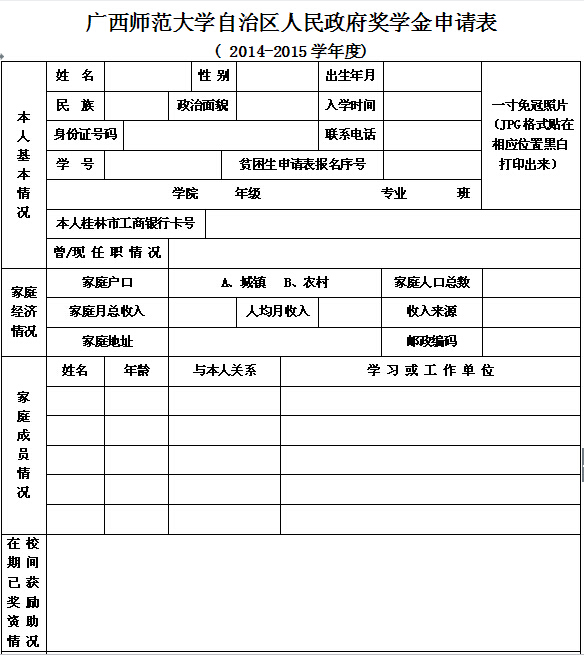 广西师范大学自治区人民政府奖学金申请表
( 2014-2015 学年度)
本人基本情况
姓 名 性 别 出生年月
民 族 政治面貌 入学时间
身份证号码 联系电话
学 号 贫困生申请表报名序号
一寸免冠照片
（JPG 格式贴在
相应位置黑白
打印出来）
学院 年级 专业 班
本人桂林市工商银行卡号
曾/现 任 职 情 况
家庭
经济
情况
家庭户口 A、城镇 B、农村 家庭人口总数
家庭月总收入 人均月收入 收入来源
家庭地址 邮政编码
家庭成员情况
姓名 年龄 与本人关系 学 习 或 工 作 单 位
在 校
期 间
已 获
奖 励
资 助
情 况